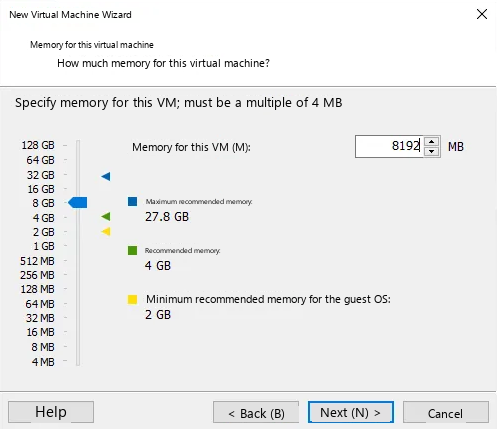 New Virtual Machine Wizard
Memory for this virtual machine
How much memory for this virtual machine?
Specify memory for this VM; must be a multiple of 4 MB
Memory for this VM (M): 8192 MB
128 GB
64 GB
32 GB
16 GB
8 GB
4 GB
2 GB
1 GB
512 MB
256 MB
128 MB
64 MB
32 MB
16 MB
8 MB
4 MB
Maximum recommended memory:
27.8 GB
Recommended memory:
4 GB
Minimum recommended memory for the guest OS:
2 GB
Help
< Back (B)
Next (N) >
Cancel